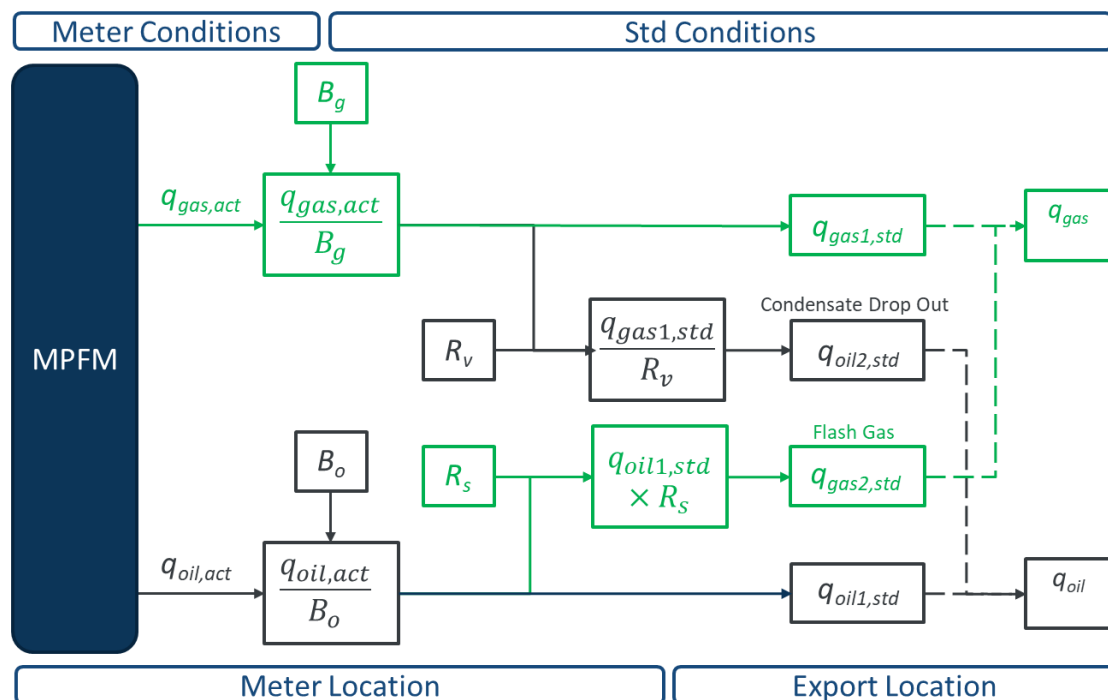 Meter Conditions
Std Conditions
B_g
q_gas,act
q_gas,act
B_g
q_gas1,std
q_gas
MPFM
R_v
q_gas1,std
R_v
Condensate Drop Out
q_oil2,std
B_o
R_s
q_oil1,std
× R_s
Flash Gas
q_gas2,std
q_oil,act
q_oil,act
B_o
q_oil1,std
q_oil
Meter Location
Export Location